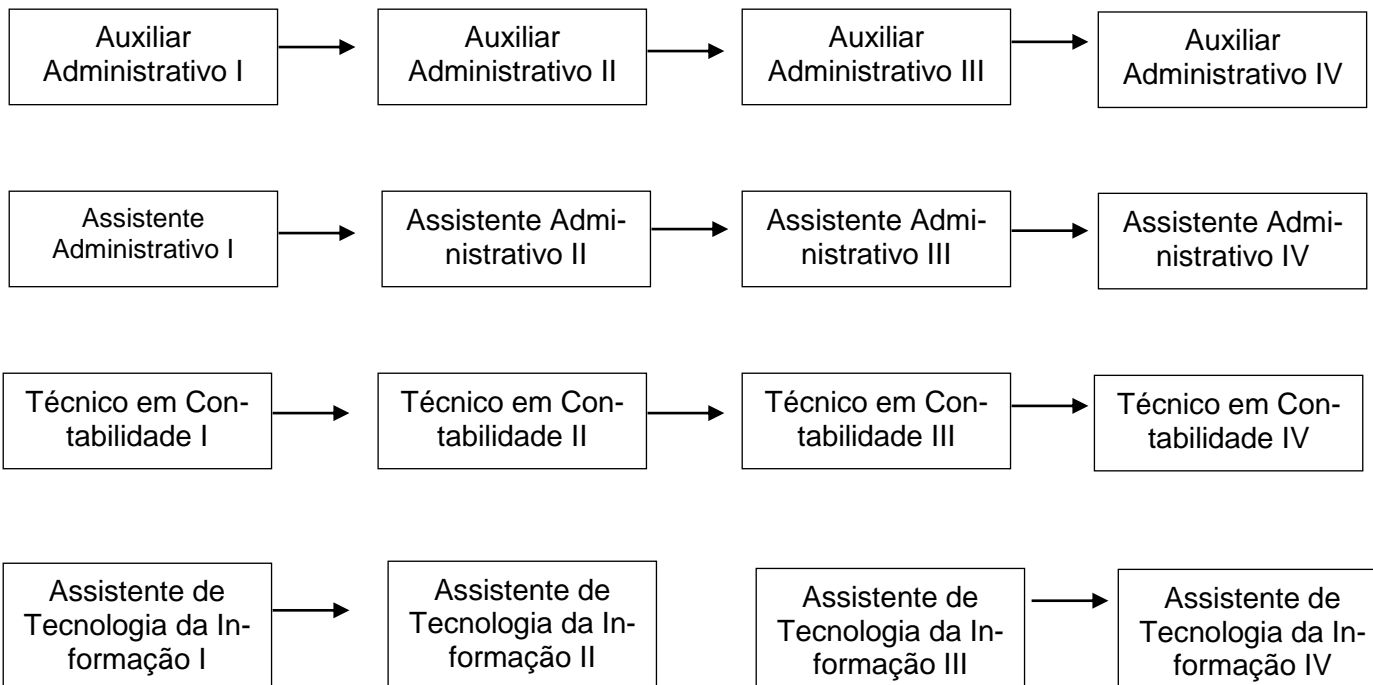 Auxiliar
Administrativo I
Auxiliar
Administrativo II
Auxiliar
Administrativo III
Auxiliar
Administrativo IV
Assistente
Administrativo I
Assistente Admi-
nistrativo II
Assistente Admi-
nistrativo III
Assistente Admi-
nistrativo IV
Técnico em Con-
tabilidade I
Técnico em Con-
tabilidade II
Técnico em Con-
tabilidade III
Técnico em Con-
tabilidade IV
Assistente de
Tecnologia da In-
formação I
Assistente de
Tecnologia da In-
formação II
Assistente de
Tecnologia da In-
formação III
Assistente de
Tecnologia da In-
formação IV